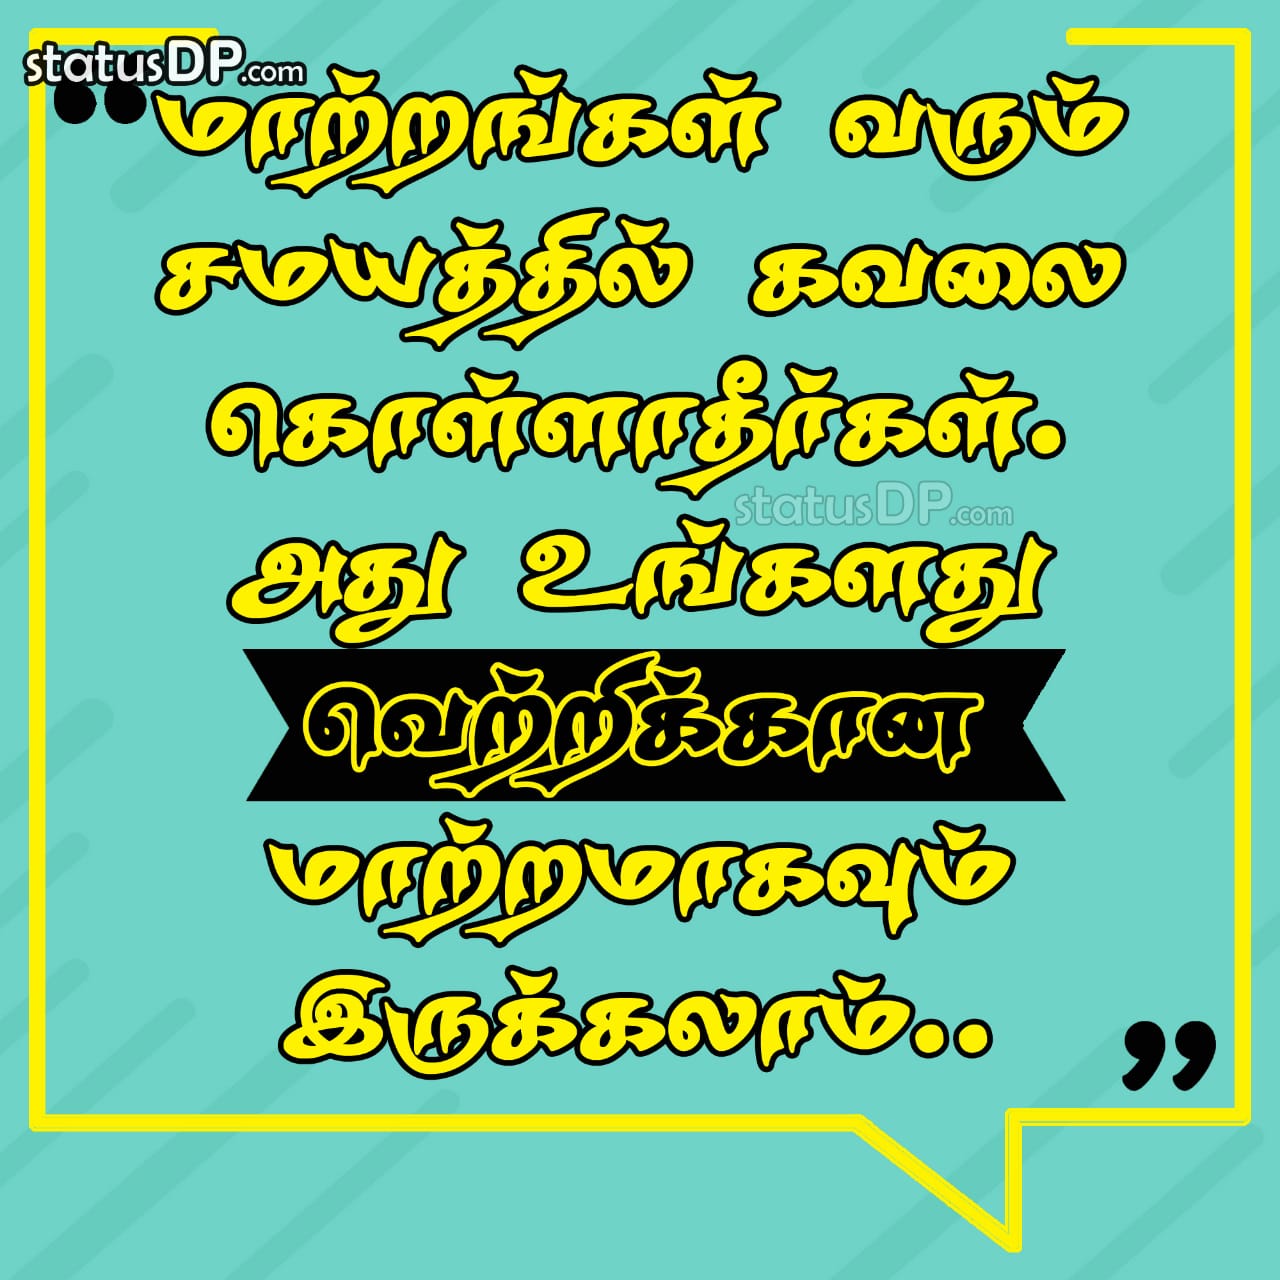 statusDP.com
“மாற்றங்கள் வரும்
சமயத்தில் கவலை
கொள்ளாதீர்கள்.
statusDP.com
அது உங்களது
வெற்றிக்கான
மாற்றமாகவும்
இருக்கலாம்..”